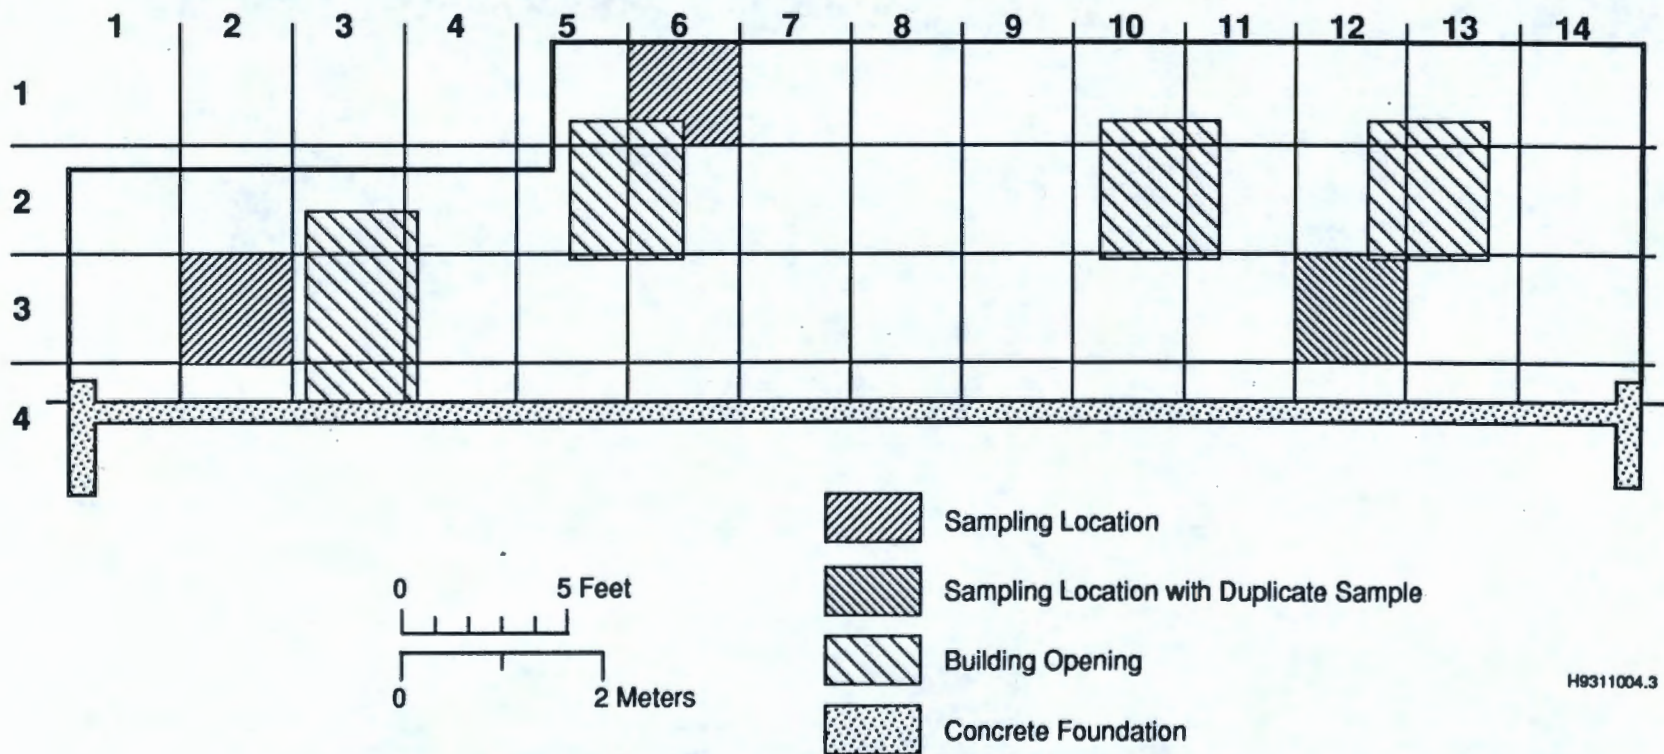 1 2 3 4 5 6 7 8 9 10 11 12 13 14
1
2
3
4
Sampling Location
0 5 Feet
Sampling Location with Duplicate Sample
Building Opening
0 2 Meters
H9311004.3
Concrete Foundation